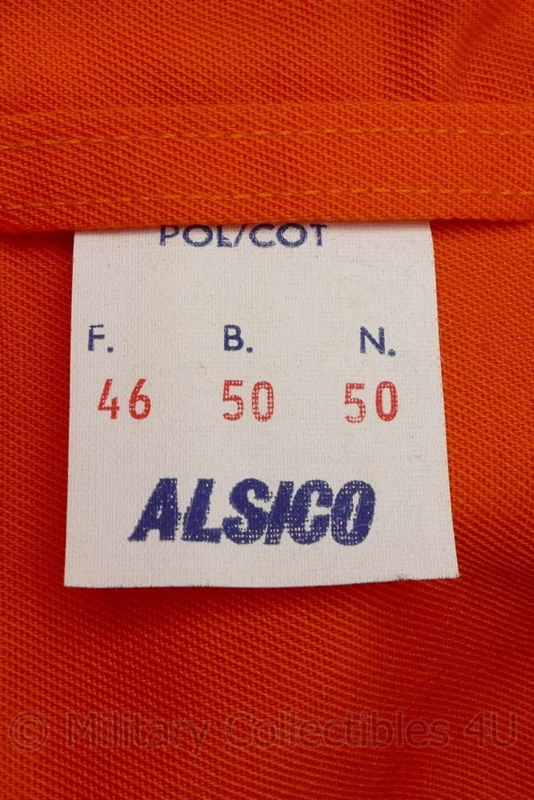 POL/COT
F. B. N.
46 50 50
ALSICO
© Military Collectibles 4U